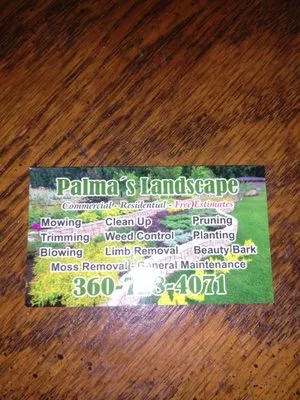 Palma´s Landscape
Commercial - Residential - Free Estimates
Mowing Clean Up Pruning
Trimming Weed Control Planting
Blowing Limb Removal Beauty Bark
Moss Removal - General Maintenance